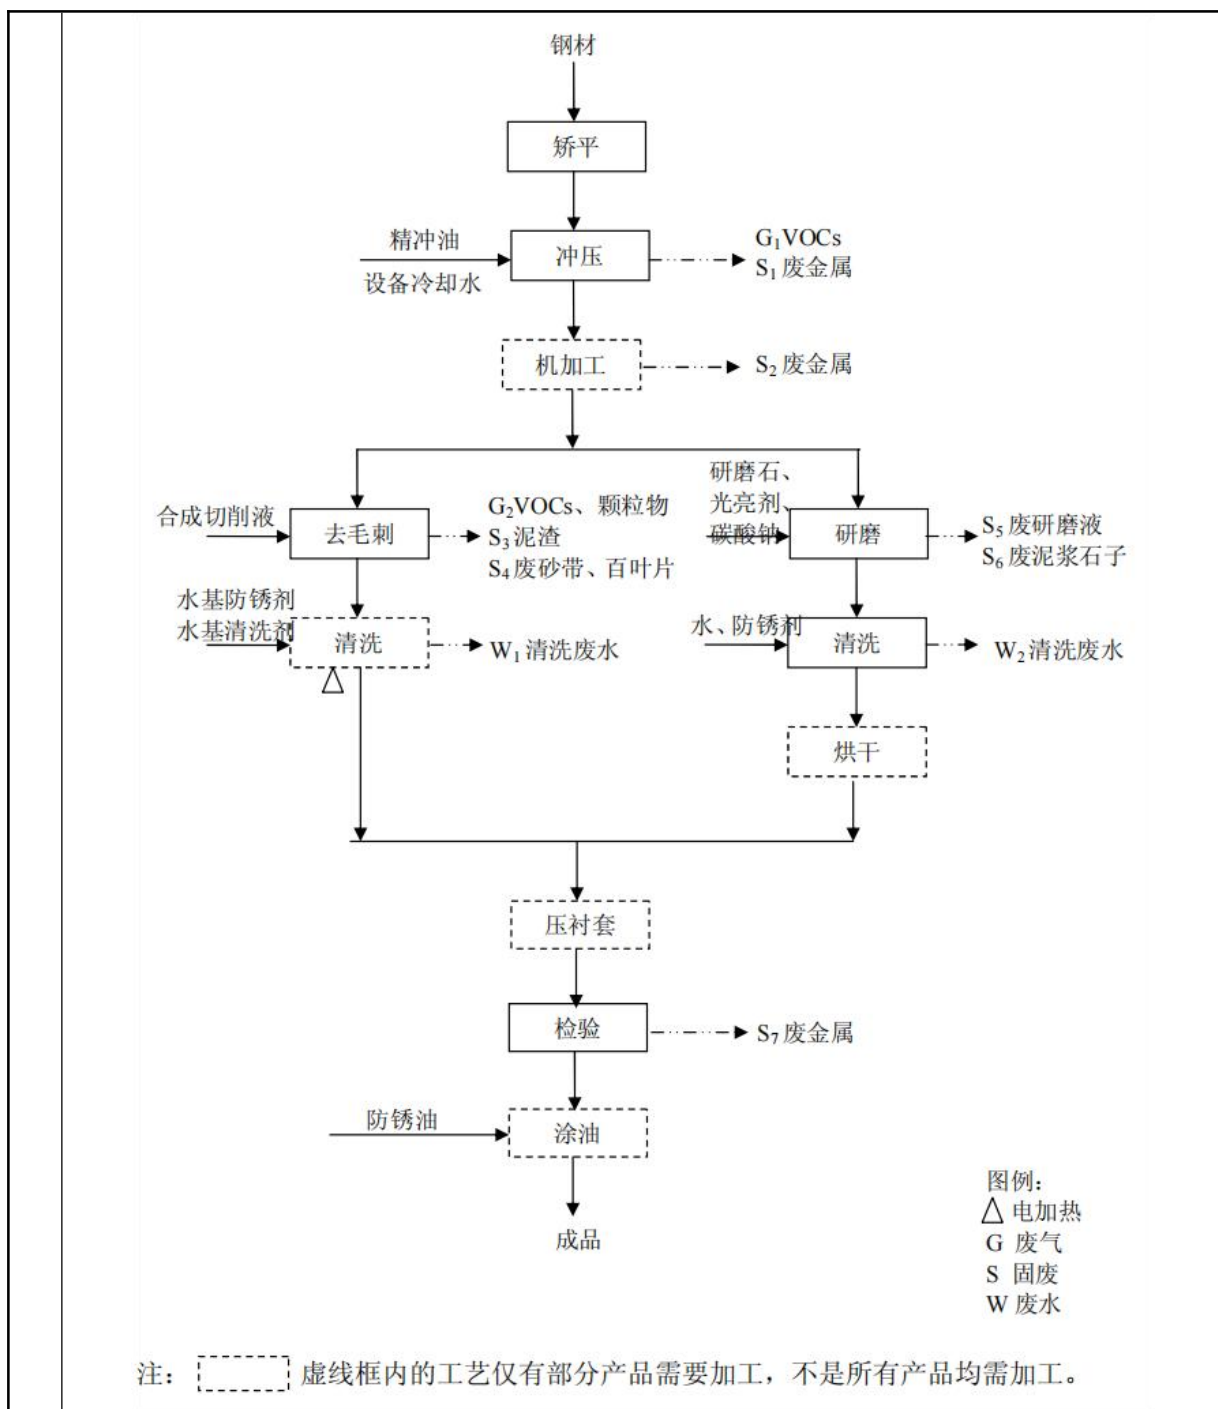 钢材
矫平
精冲油
设备冷却水
冲压
G₁VOCs
S₁废金属
机加工
S₂废金属
合成切削液
去毛刺
G₂VOCs、颗粒物
S₃泥渣
S₄废砂带、百叶片
研磨石、
光亮剂、
碳酸钠
研磨
S₅废研磨液
S₆废泥浆石子
水基防锈剂
水基清洗剂
清洗
W₁清洗废水
水、防锈剂
清洗
W₂清洗废水
烘干
压衬套
检验
S₇废金属
防锈油
涂油
成品
图例：
电加热
G 废气
S 固废
W 废水
注： 虚线框内的工艺仅有部分产品需要加工，不是所有产品均需加工。